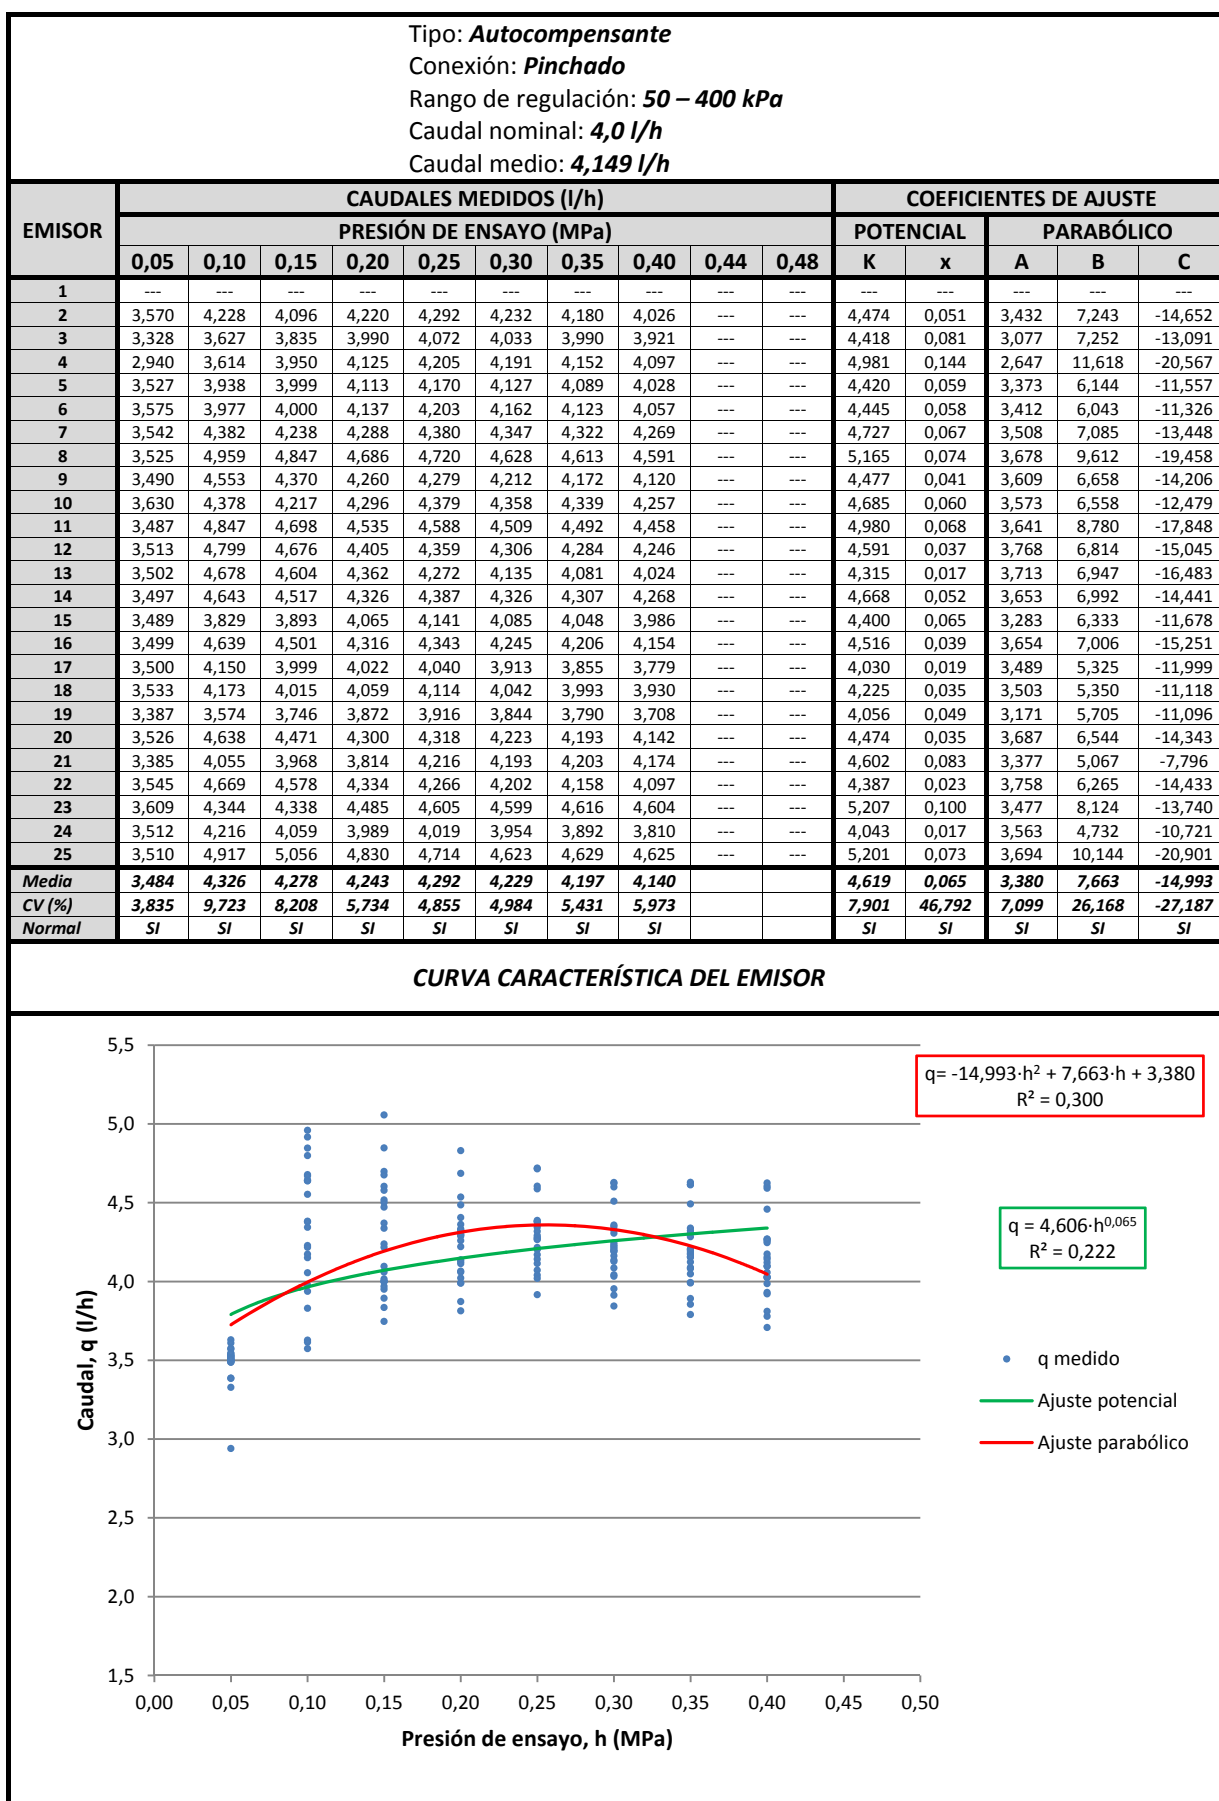 Tipo: Autocompensante
Conexión: Pinchado
Rango de regulación: 50 – 400 kPa
Caudal nominal: 4,0 l/h
Caudal medio: 4,149 l/h
EMISOR CAUDALES MEDIDOS (l/h) COEFICIENTES DE AJUSTE
PRESIÓN DE ENSAYO (MPa) POTENCIAL PARABÓLICO
0,05 0,10 0,15 0,20 0,25 0,30 0,35 0,40 0,44 0,48 K x A B C
1 --- --- --- --- --- --- --- --- --- --- --- --- --- --- ---
2 3,570 4,228 4,096 4,220 4,292 4,232 4,180 4,026 --- --- 4,474 0,051 3,432 7,243 -14,652
3 3,328 3,627 3,835 3,990 4,072 4,033 3,990 3,921 --- --- 4,418 0,081 3,077 7,252 -13,091
4 2,940 3,614 3,950 4,125 4,205 4,191 4,152 4,097 --- --- 4,981 0,144 2,647 11,618 -20,567
5 3,527 3,938 3,999 4,113 4,170 4,127 4,089 4,028 --- --- 4,420 0,059 3,373 6,144 -11,557
6 3,575 3,977 4,000 4,137 4,203 4,162 4,123 4,057 --- --- 4,445 0,058 3,412 6,043 -11,326
7 3,542 4,382 4,238 4,288 4,380 4,347 4,322 4,269 --- --- 4,727 0,067 3,508 7,085 -13,448
8 3,525 4,959 4,847 4,686 4,720 4,628 4,613 4,591 --- --- 5,165 0,074 3,678 9,612 -19,458
9 3,490 4,553 4,370 4,260 4,279 4,212 4,172 4,120 --- --- 4,477 0,041 3,609 6,658 -14,206
10 3,630 4,378 4,217 4,296 4,379 4,358 4,339 4,257 --- --- 4,685 0,060 3,573 6,558 -12,479
11 3,487 4,847 4,698 4,535 4,588 4,509 4,492 4,458 --- --- 4,980 0,068 3,641 8,780 -17,848
12 3,513 4,799 4,676 4,405 4,359 4,306 4,284 4,246 --- --- 4,591 0,037 3,768 6,814 -15,045
13 3,502 4,678 4,604 4,362 4,272 4,135 4,081 4,024 --- --- 4,315 0,017 3,713 6,947 -16,483
14 3,497 4,643 4,517 4,326 4,387 4,326 4,307 4,268 --- --- 4,668 0,052 3,653 6,992 -14,441
15 3,489 3,829 3,893 4,065 4,141 4,085 4,048 3,986 --- --- 4,400 0,065 3,283 6,333 -11,678
16 3,499 4,639 4,501 4,316 4,343 4,245 4,206 4,154 --- --- 4,516 0,039 3,654 7,006 -15,251
17 3,500 4,150 3,999 4,022 4,040 3,913 3,855 3,779 --- --- 4,030 0,019 3,489 5,325 -11,999
18 3,533 4,173 4,015 4,059 4,114 4,042 3,993 3,930 --- --- 4,225 0,035 3,503 5,350 -11,118
19 3,387 3,574 3,746 3,872 3,916 3,844 3,790 3,708 --- --- 4,056 0,049 3,171 5,705 -11,096
20 3,526 4,638 4,471 4,300 4,318 4,223 4,193 4,142 --- --- 4,474 0,035 3,687 6,544 -14,343
21 3,385 4,055 3,968 3,814 4,216 4,193 4,203 4,174 --- --- 4,602 0,083 3,377 5,067 -7,796
22 3,545 4,669 4,578 4,334 4,266 4,202 4,158 4,097 --- --- 4,387 0,023 3,758 6,265 -14,433
23 3,609 4,344 4,338 4,485 4,605 4,599 4,616 4,604 --- --- 5,207 0,100 3,477 8,124 -13,740
24 3,512 4,216 4,059 3,989 4,019 3,954 3,892 3,810 --- --- 4,043 0,017 3,563 4,732 -10,721
25 3,510 4,917 5,056 4,830 4,714 4,623 4,629 4,625 --- --- 5,201 0,073 3,694 10,144 -20,901
Media 3,484 4,326 4,278 4,243 4,292 4,229 4,197 4,140 4,619 0,065 3,380 7,663 -14,993
CV (%) 3,835 9,723 8,208 5,734 4,855 4,984 5,431 5,973 7,901 46,792 7,099 26,168 -27,187
Normal SI SI SI SI SI SI SI SI SI SI SI SI SI
CURVA CARACTERÍSTICA DEL EMISOR
5,5
q= -14,993·h² + 7,663·h + 3,380
R² = 0,300
5,0
4,5
q = 4,606·h^0,065
R² = 0,222
4,0
Caudal, q (l/h)
3,5
q medido
Ajuste potencial
3,0
Ajuste parabólico
2,5
2,0
1,5
0,00 0,05 0,10 0,15 0,20 0,25 0,30 0,35 0,40 0,45 0,50
Presión de ensayo, h (MPa)